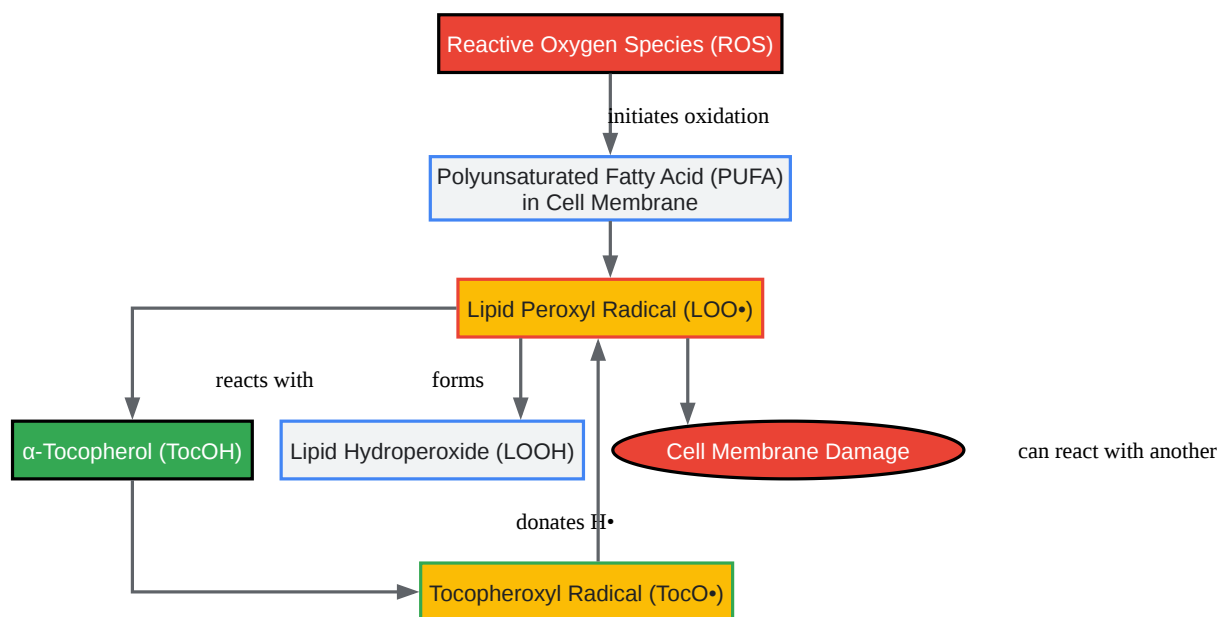 Reactive Oxygen Species (ROS)
initiates oxidation
Polyunsaturated Fatty Acid (PUFA)
in Cell Membrane
Lipid Peroxyl Radical (LOO•)
reacts with
forms
α-Tocopherol (TocOH)
Lipid Hydroperoxide (LOOH)
Cell Membrane Damage
can react with another
donates H•
Tocopheroxyl Radical (TocO•)